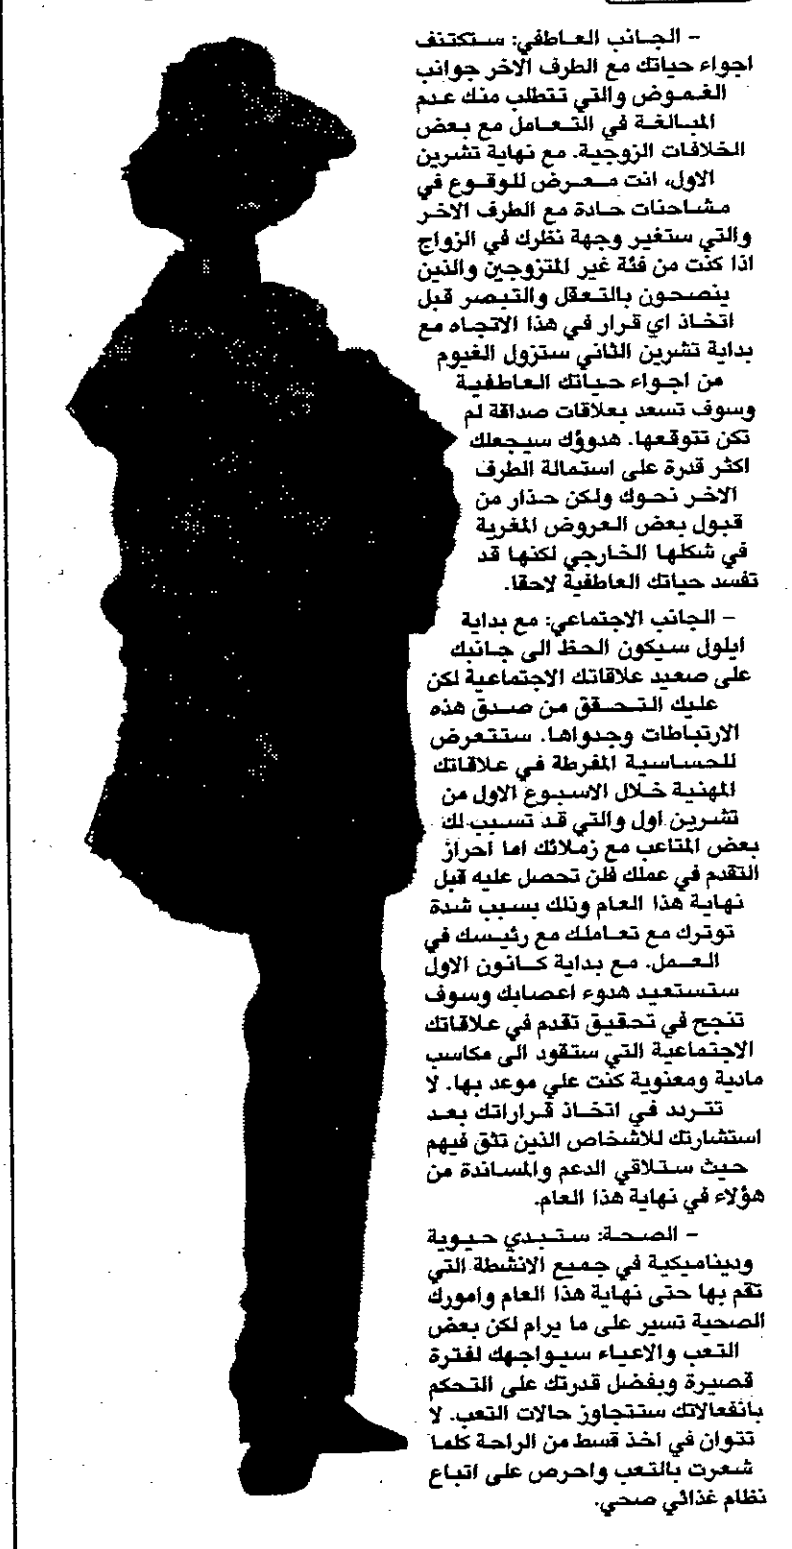 – الجانب العاطفي: ستكتنف
اجواء حياتك مع الطرف الاخر جوانب
الغموض والتي تتطلب منك عدم
المبالغة في التعامل مع بعض
الخلافات الزوجية. مع نهاية تشرين
الاول، انت معرض للوقوع في
مشاحنات حادة مع الطرف الاخر
والتي ستغير وجهة نظرك في الزواج
اذا كنت من فئة غير المتزوجين والذين
ينصحون بالتعقل والتبصر قبل
اتخاذ اي قرار في هذا الاتجاه مع
بداية تشرين الثاني ستزول الغيوم
من اجواء حياتك العاطفية
وسوف تسعد بعلاقات صداقة لم
تكن تتوقعها. هدوؤك سيجعلك
اكثر قدرة على استمالة الطرف
الاخر نحوك ولكن حذار من
قبول بعض العروض المغرية
في شكلها الخارجي لكنها قد
تفسد حياتك العاطفية لاحقا.
– الجانب الاجتماعي: مع بداية
ايلول سيكون الحظ الى جانبك
على صعيد علاقاتك الاجتماعية لكن
عليك التحقق من صدق هذه
الارتباطات وجدواها. ستتعرض
للحساسية المفرطة في علاقاتك
المهنية خلال الاسبوع الاول من
تشرين اول والتي قد تسبب لك
بعض المتاعب مع زملائك اما احراز
التقدم في عملك فلن تحصل عليه قبل
نهاية هذا العام وذلك بسبب شدة
توترك مع تعاملك مع رئيسك في
العمل. مع بداية كانون الاول
ستستعيد هدوء اعصابك وسوف
تنجح في تحقيق تقدم في علاقاتك
الاجتماعية التي ستقود الى مكاسب
مادية ومعنوية كنت على موعد بها. لا
تتردد في اتخاذ قراراتك بعد
استشارتك للاشخاص الذين تثق فيهم
حيث ستلاقي الدعم والمساندة من
هؤلاء في نهاية هذا العام.
– الصحة: ستبدي حيوية
وديناميكية في جميع الانشطة التي
تقم بها حتى نهاية هذا العام وامورك
الصحية تسير على ما يرام لكن بعض
التعب والاعياء سيواجهك لفترة
قصيرة وبفضل قدرتك على التحكم
بانفعالاتك ستتجاوز حالات التعب. لا
تتوان في اخذ قسط من الراحة كلما
شعرت بالتعب واحرص على اتباع
نظام غذائي صحي.